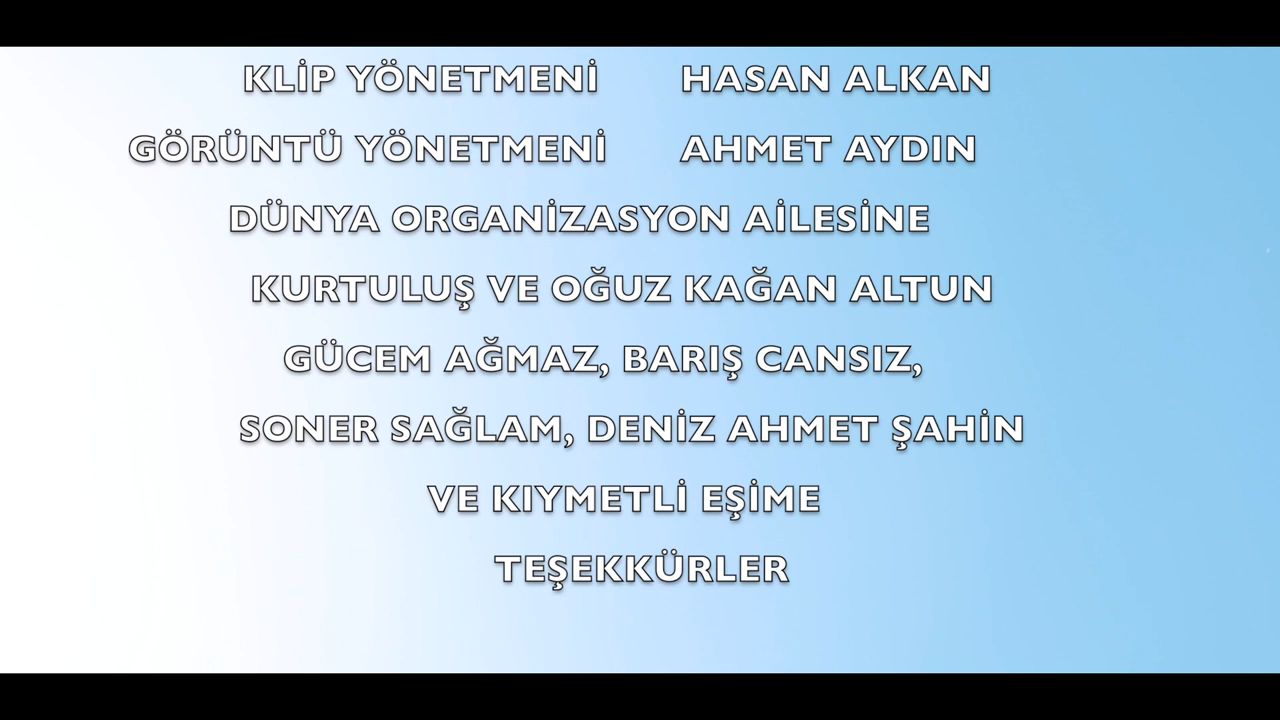 KLİP YÖNETMENİ HASAN ALKAN
GÖRÜNTÜ YÖNETMENİ AHMET AYDIN
DÜNYA ORGANİZASYON AİLESİNE
KURTULUŞ VE OĞUZ KAĞAN ALTUN
GÜCEM AĞMAZ, BARIŞ CANSIZ,
SONER SAĞLAM, DENİZ AHMET ŞAHİN
VE KIYMETLİ EŞİME
TEŞEKKÜRLER